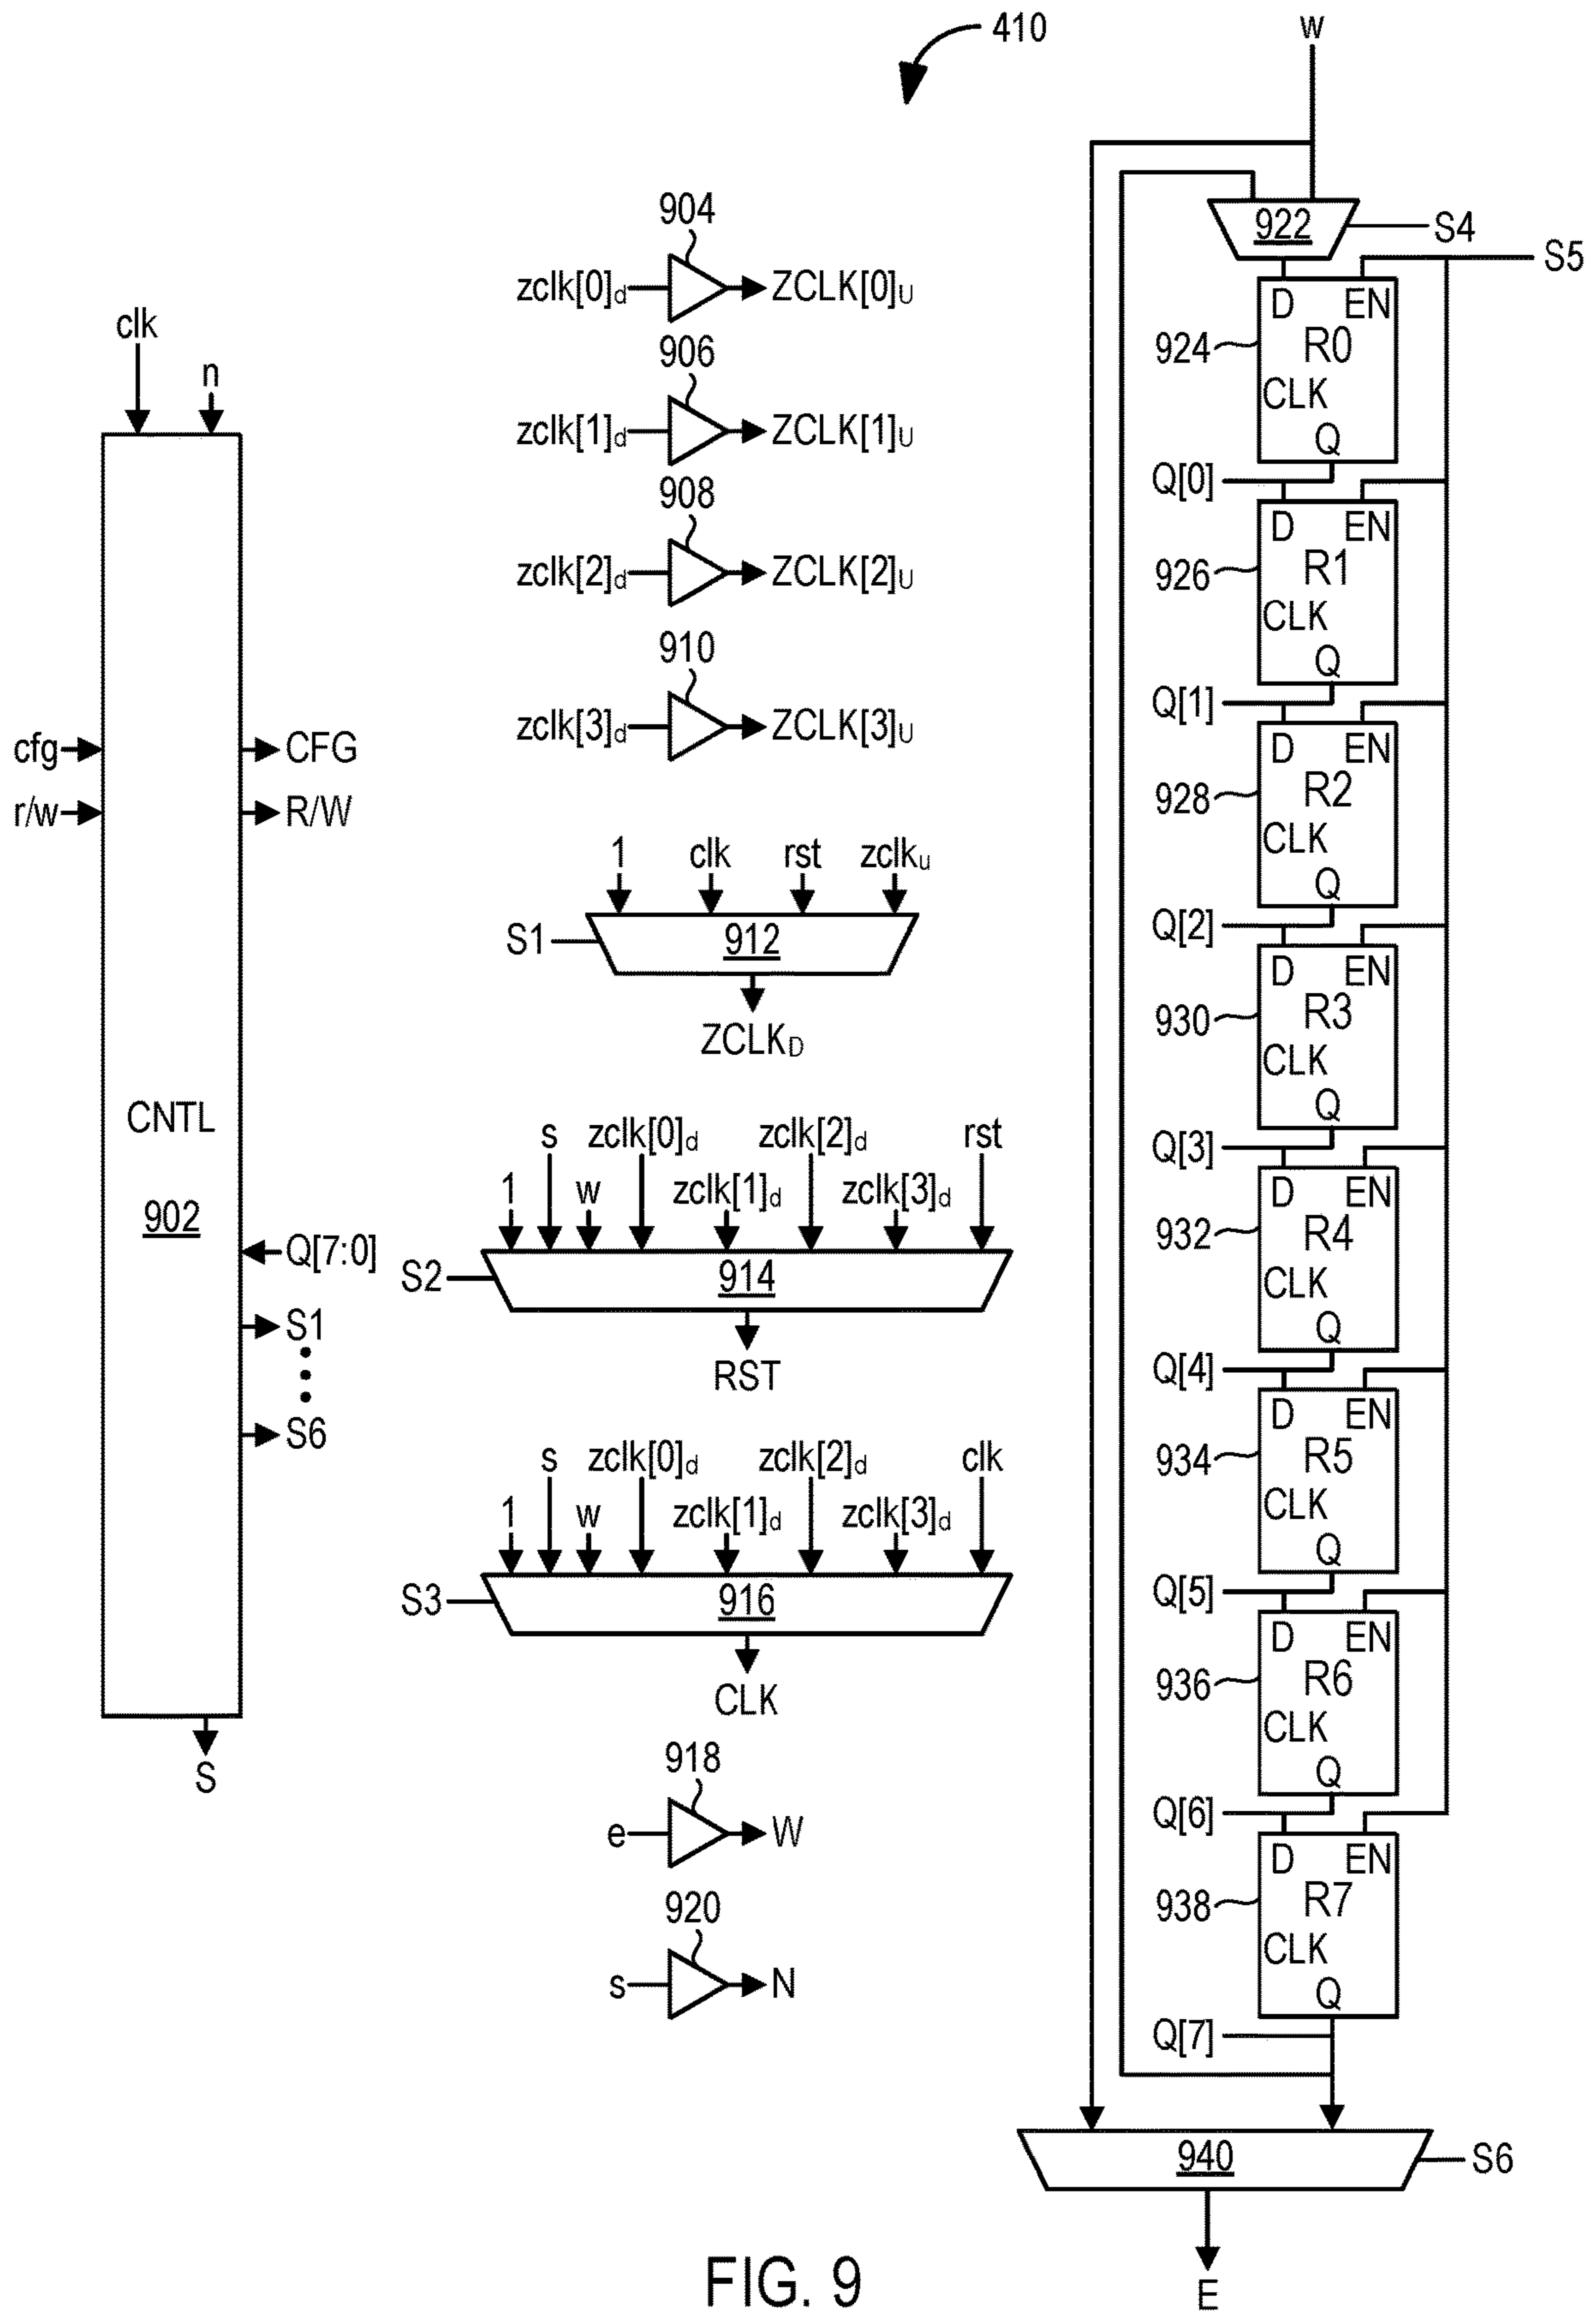 410
w
922
S4
S5
D EN
924
R0
CLK
Q
Q[0]
D EN
926
R1
CLK
Q
Q[1]
D EN
928
R2
CLK
Q
Q[2]
D EN
930
R3
CLK
Q
Q[3]
D EN
932
R4
CLK
Q
Q[4]
D EN
934
R5
CLK
Q
Q[5]
D EN
936
R6
CLK
Q
Q[6]
D EN
938
R7
CLK
Q
Q[7]
940
S6
E
clk
n
cfg
CFG
r/w
R/W
CNTL
902
Q[7:0]
S1
S6
S
904
zclk[0]d ZCLK[0]U
906
zclk[1]d ZCLK[1]U
908
zclk[2]d ZCLK[2]U
910
zclk[3]d ZCLK[3]U
1 clk rst zclku
S1
912
ZCLKD
s zclk[0]d zclk[2]d rst
1 w zclk[1]d zclk[3]d
S2
914
RST
s zclk[0]d zclk[2]d clk
1 w zclk[1]d zclk[3]d
S3
916
CLK
918
e W
920
s N
FIG. 9